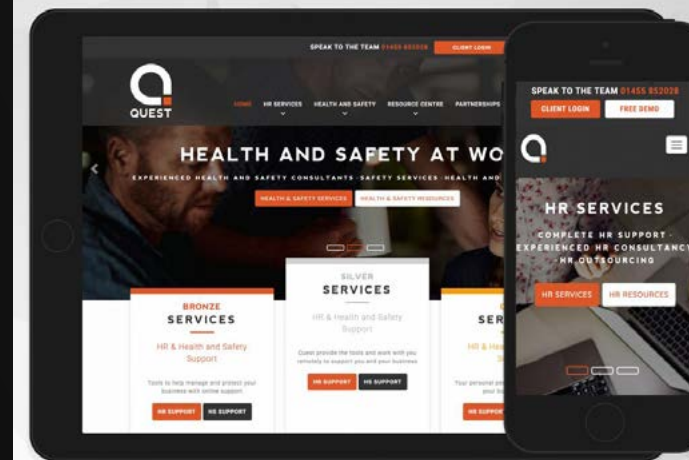 SPEAK TO THE TEAM 01455 852028
CLIENT LOGIN
QUEST
HOME
HR SERVICES
HEALTH AND SAFETY
RESOURCE CENTRE
PARTNERSHIPS
HEALTH AND SAFETY AT WO
EXPERIENCED HEALTH AND SAFETY CONSULTANTS · SAFETY SERVICES · HEALTH AND
HEALTH & SAFETY SERVICES
HEALTH & SAFETY RESOURCES
BRONZE
SERVICES
HR & Health and Safety
Support
Tools to help manage and protect your
business with online support
HR SUPPORT
HS SUPPORT
SILVER
SERVICES
HR & Health and Safety
Support
Quest provide the tools and work with you
remotely to support you and your business
HR SUPPORT
HS SUPPORT
SER
HR & Hea
Your personal pe
your bu
HR SUPPOR
SPEAK TO THE TEAM 01455 852028
CLIENT LOGIN
FREE DEMO
HR SERVICES
COMPLETE HR SUPPORT ·
EXPERIENCED HR CONSULTANCY
· HR OUTSOURCING
HR SERVICES
HR RESOURCES